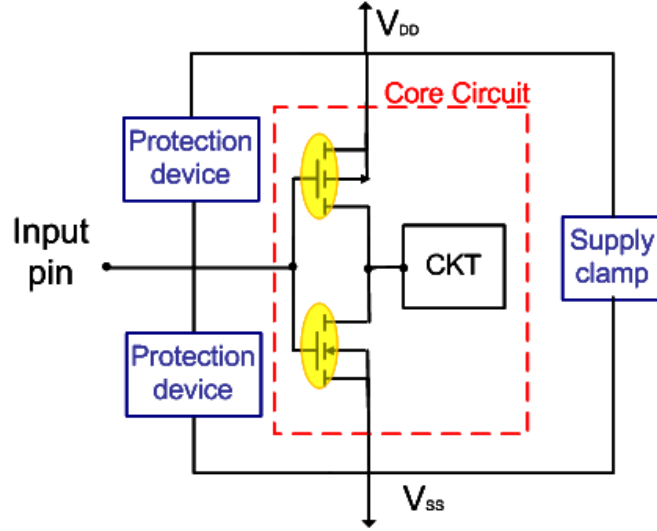 VDD
Core Circuit
Protection
device
Input
pin
CKT
Supply
clamp
Protection
device
VSS